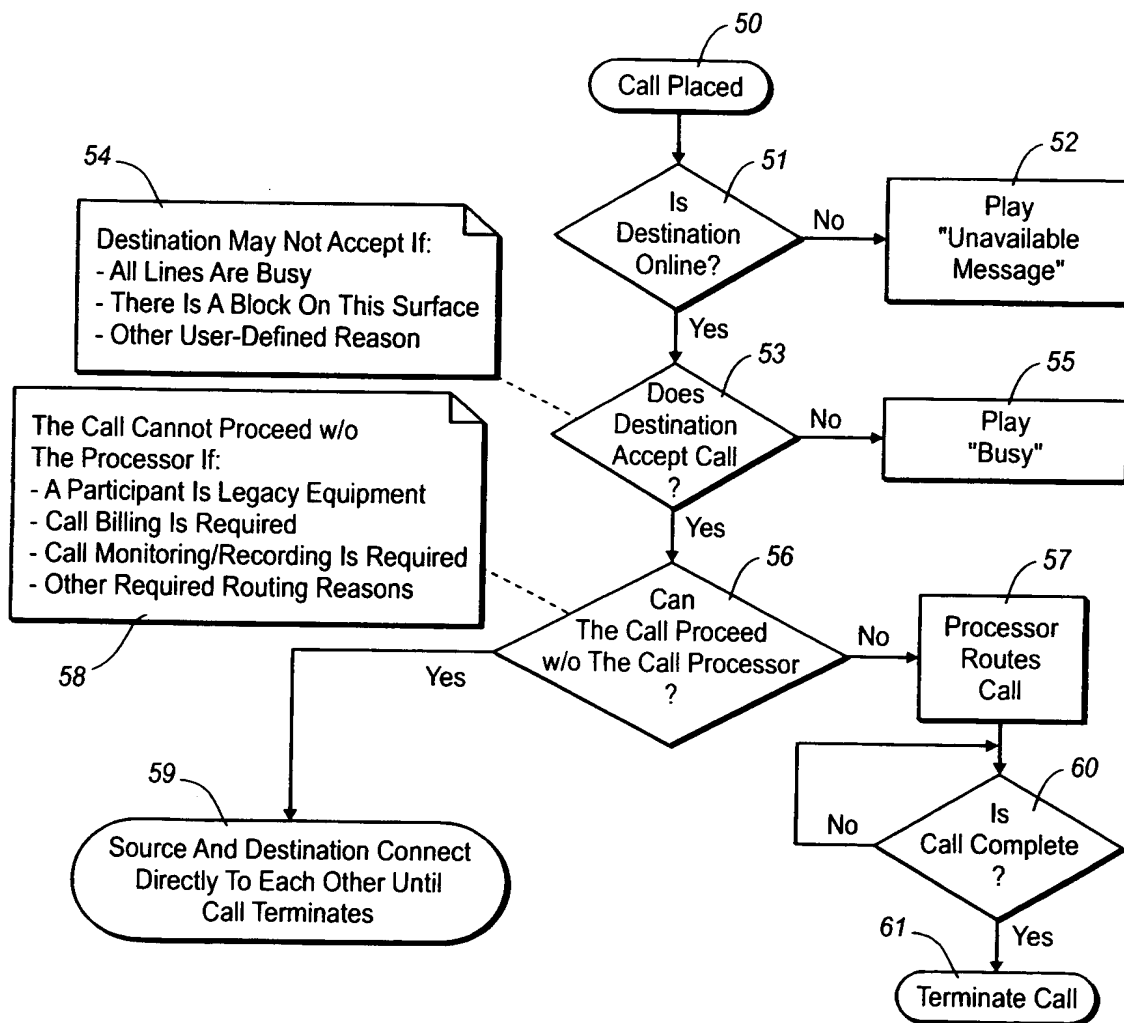 50
Call Placed
51
Is
Destination
Online?
No
52
Play
"Unavailable
Message"
Yes
54
Destination May Not Accept If:
- All Lines Are Busy
- There Is A Block On This Surface
- Other User-Defined Reason
53
Does
Destination
Accept Call
?
No
55
Play
"Busy"
Yes
The Call Cannot Proceed w/o
The Processor If:
- A Participant Is Legacy Equipment
- Call Billing Is Required
- Call Monitoring/Recording Is Required
- Other Required Routing Reasons
58
56
Can
The Call Proceed
w/o The Call Processor
?
No
57
Processor
Routes
Call
Yes
59
Source And Destination Connect
Directly To Each Other Until
Call Terminates
60
Is
Call Complete
?
No
Yes
61
Terminate Call